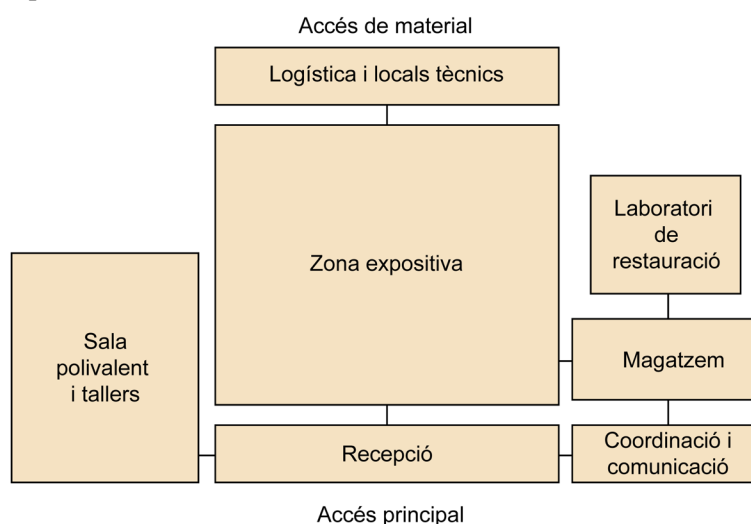 Accés de material
Logística i locals tècnics
Zona expositiva
Laboratori
de
restauració
Sala
polivalent
i tallers
Magatzem
Recepció
Coordinació i
comunicació
Accés principal